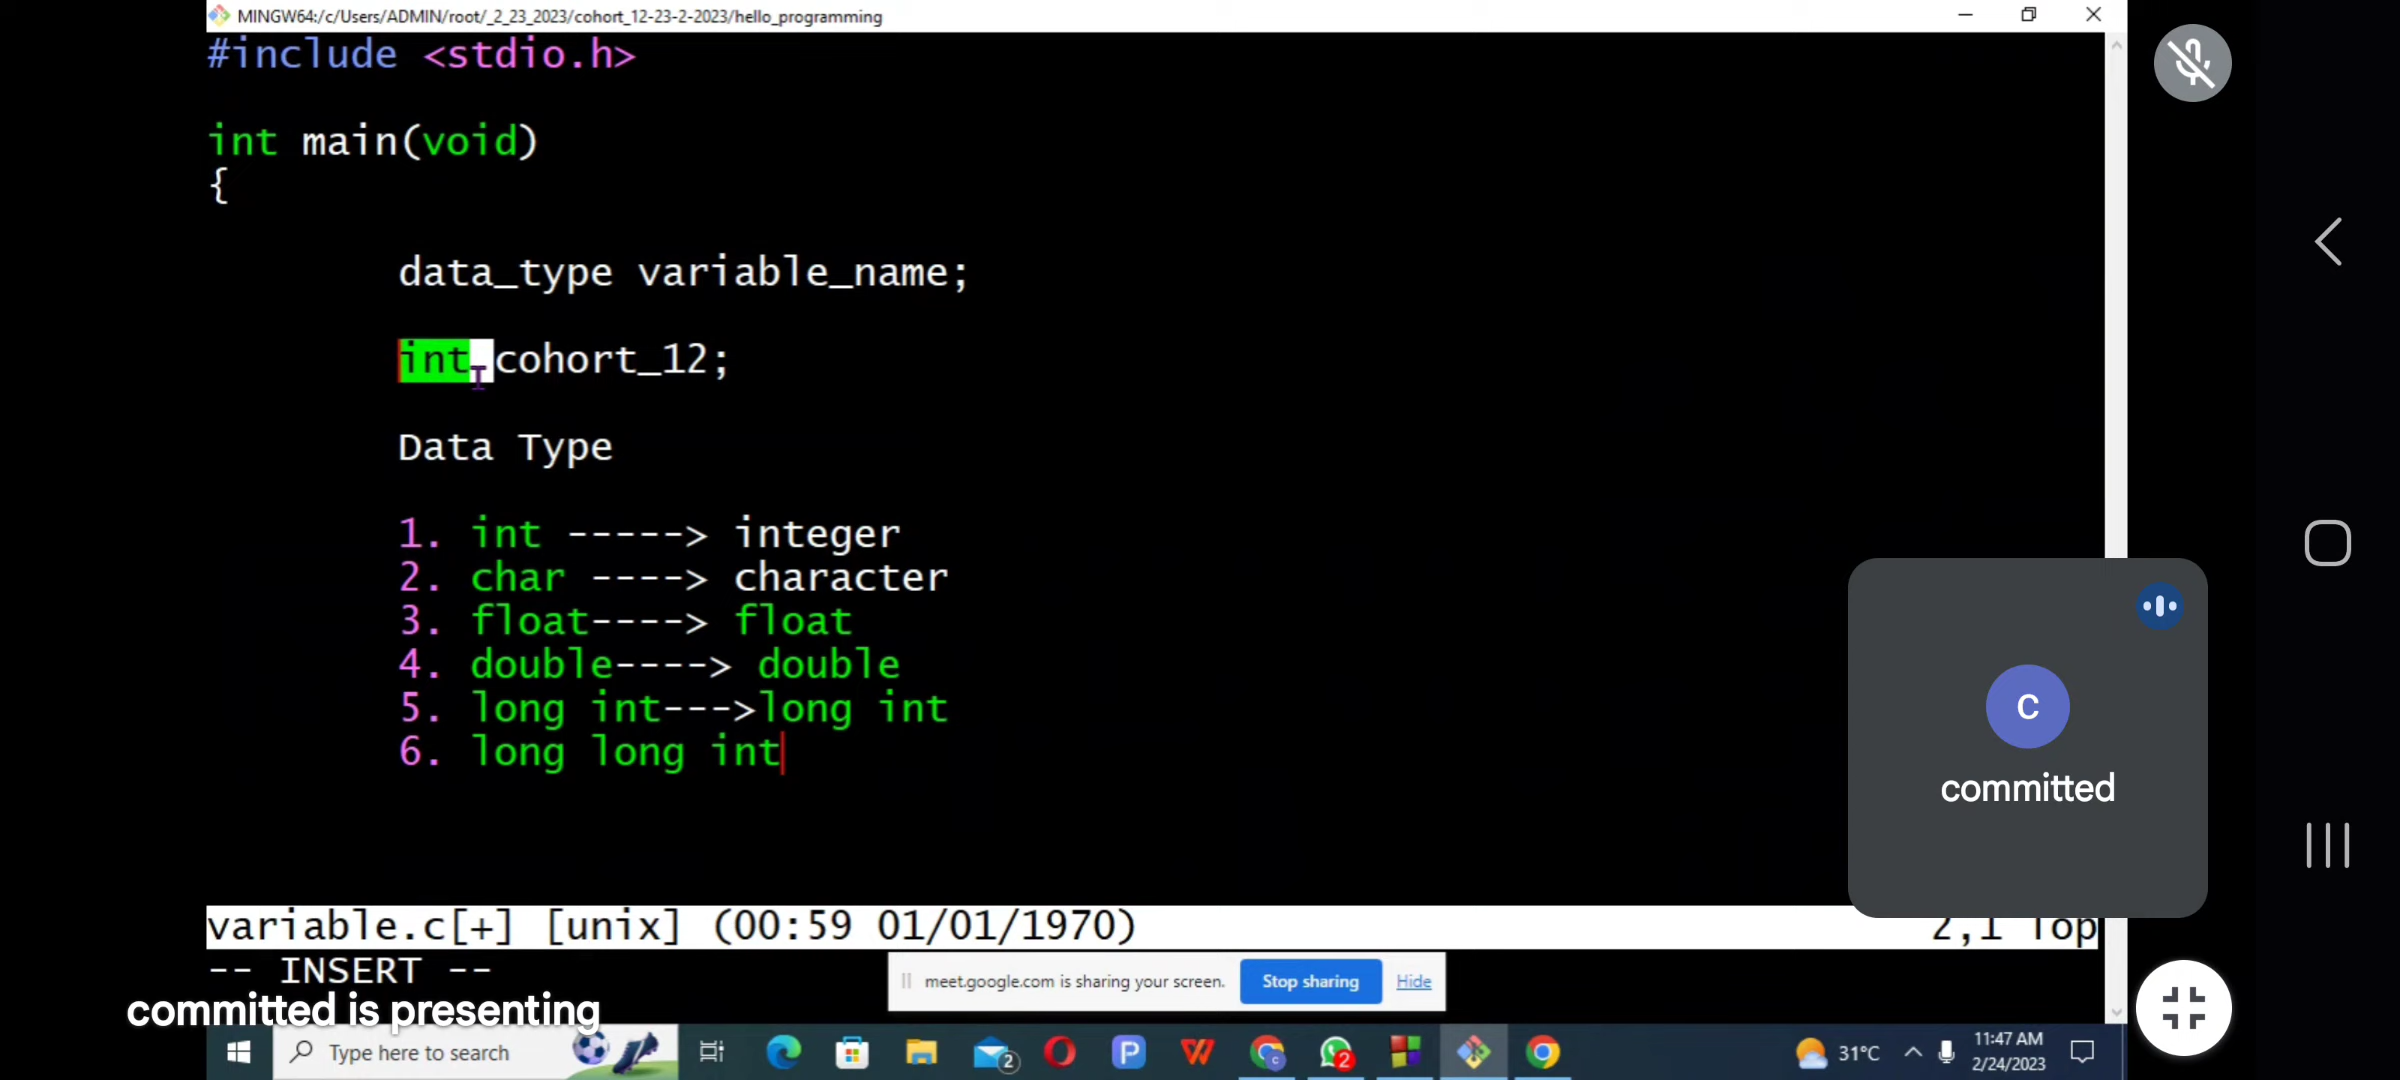 MINGW64:/c/Users/ADMIN/root/_2_23_2023/cohort_12-23-2-2023/hello_programming
#include <stdio.h>
int main(void)
{
data_type variable_name;
int cohort_12;
Data Type
1. int -----> integer
2. char ----> character
3. float----> float
4. double----> double
5. long int--->long int
6. long long int
C
committed
variable.c[+] [unix] (00:59 01/01/1970) 2,1 Top
-- INSERT --
meet.google.com is sharing your screen. Stop sharing Hide
committed is presenting
Type here to search
2
2
31°C
11:47 AM
2/24/2023